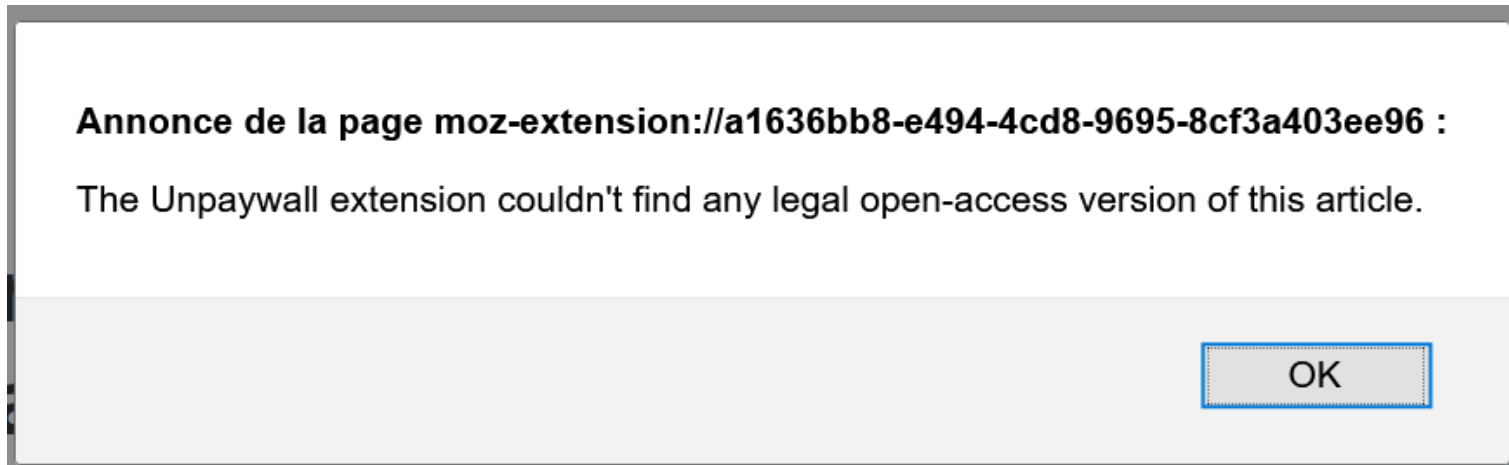 Annonce de la page moz-extension://a1636bb8-e494-4cd8-9695-8cf3a403ee96 :
The Unpaywall extension couldn't find any legal open-access version of this article.
OK